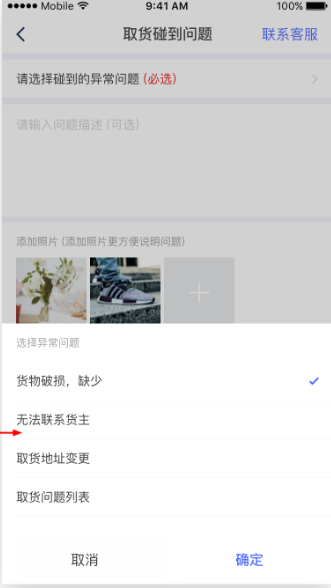 Mobile 9:41 AM 100%
取货碰到问题 联系客服
请选择碰到的异常问题 (必选)
请输入问题描述 (可选)
添加照片 (添加照片更方便说明问题)
选择异常问题
货物破损，缺少
无法联系货主
取货地址变更
取货问题列表
取消 确定